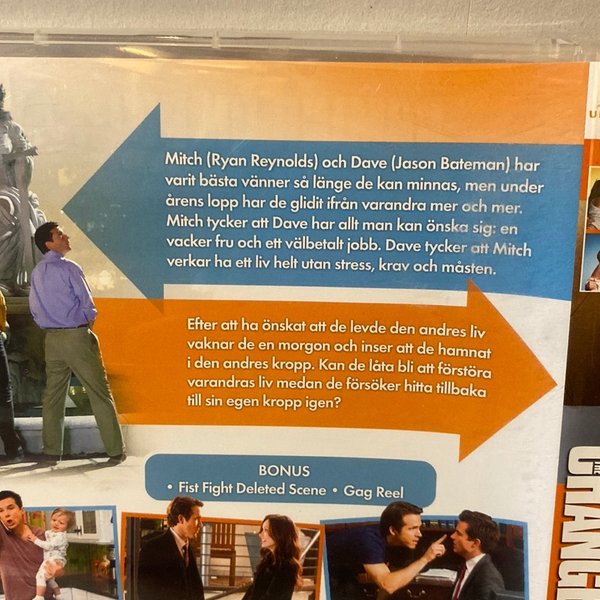 Mitch (Ryan Reynolds) och Dave (Jason Bateman) har
varit bästa vänner så länge de kan minnas, men under
årens lopp har de glidit ifrån varandra mer och mer.
Mitch tycker att Dave har allt man kan önska sig: en
vacker fru och ett välbetalt jobb. Dave tycker att Mitch
verkar ha ett liv helt utan stress, krav och måsten.
Efter att ha önskat att de levde den andres liv
vaknar de en morgon och inser att de hamnat
i den andres kropp. Kan de låta bli att förstöra
varandras liv medan de försöker hitta tillbaka
till sin egen kropp igen?
BONUS
• Fist Fight Deleted Scene • Gag Reel
THE
CHANGE